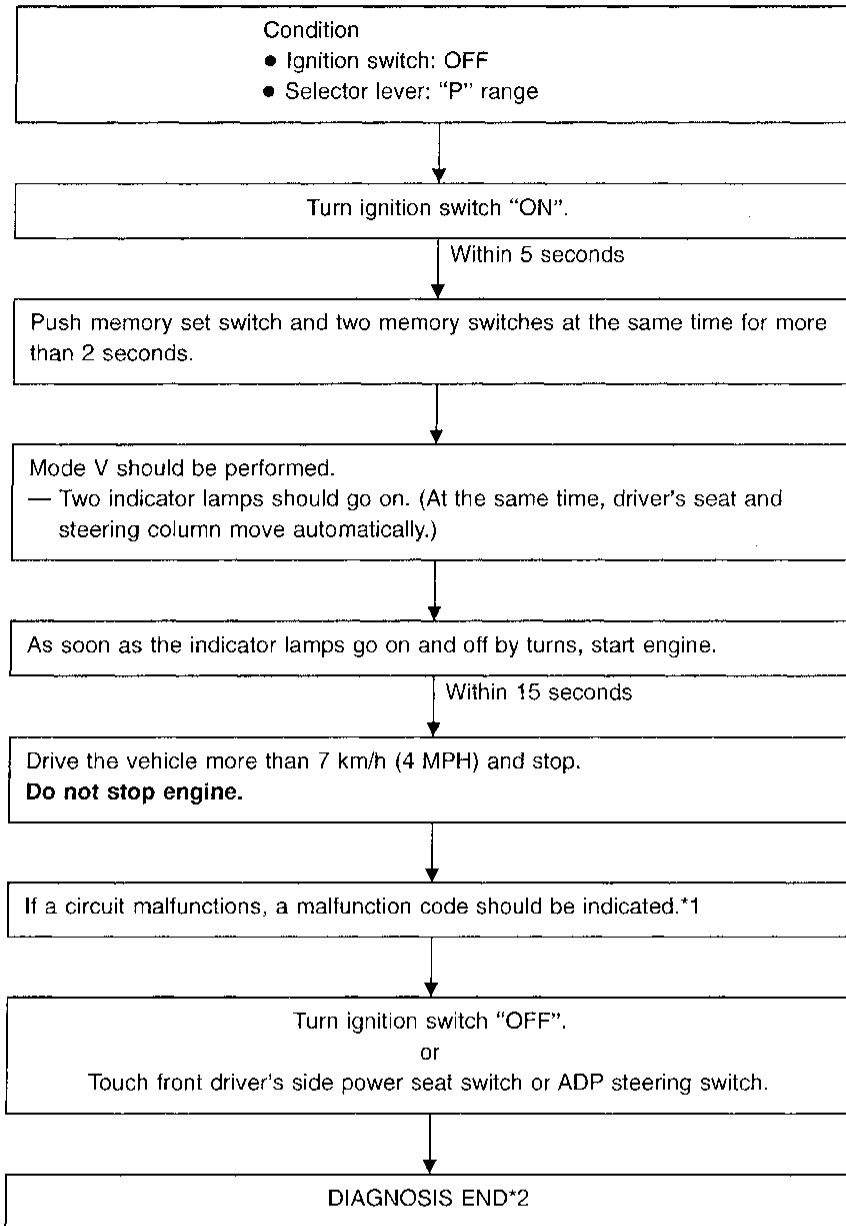 Condition
● Ignition switch: OFF
● Selector lever: “P” range
Turn ignition switch “ON”.
Within 5 seconds
Push memory set switch and two memory switches at the same time for more
than 2 seconds.
Mode V should be performed.
— Two indicator lamps should go on. (At the same time, driver’s seat and
steering column move automatically.)
As soon as the indicator lamps go on and off by turns, start engine.
Within 15 seconds
Drive the vehicle more than 7 km/h (4 MPH) and stop.
Do not stop engine.
If a circuit malfunctions, a malfunction code should be indicated.*1
Turn ignition switch “OFF”.
or
Touch front driver’s side power seat switch or ADP steering switch.
DIAGNOSIS END*2